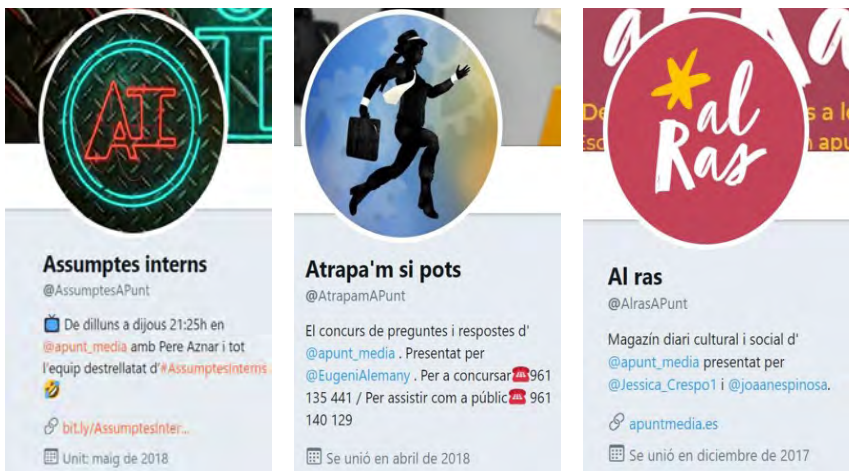 AI
Assumptes interns
@AssumptesAPunt
De dilluns a dijous 21:25h en
@apunt_media amb Pere Aznar i tot
l'equip destrellatat d'#AssumptesInterns
bit.ly/AssumptesInter...
Unit: maig de 2018
Atrapa'm si pots
@AtrapamAPunt
El concurs de preguntes i respostes d'
@apunt_media . Presentat per
@EugeniAlemany . Per a concursar☎961
135 441 / Per assistir com a públic☎ 961
140 129
Se unió en abril de 2018
al
Ras
Al ras
@AlrasAPunt
Magazín diari cultural i social d'
@apunt_media presentat per
@Jessica_Crespo1 i @joaanespinosa.
apuntmedia.es
Se unió en diciembre de 2017